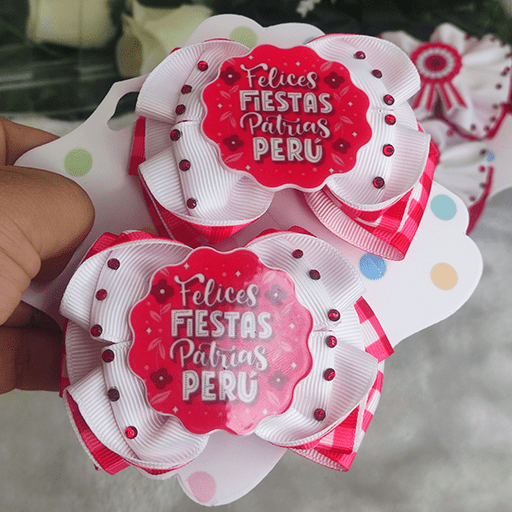 Felices
FIESTAS
Patrias
PERÚ
Felices
FIESTAS
Patrias
PERÚ